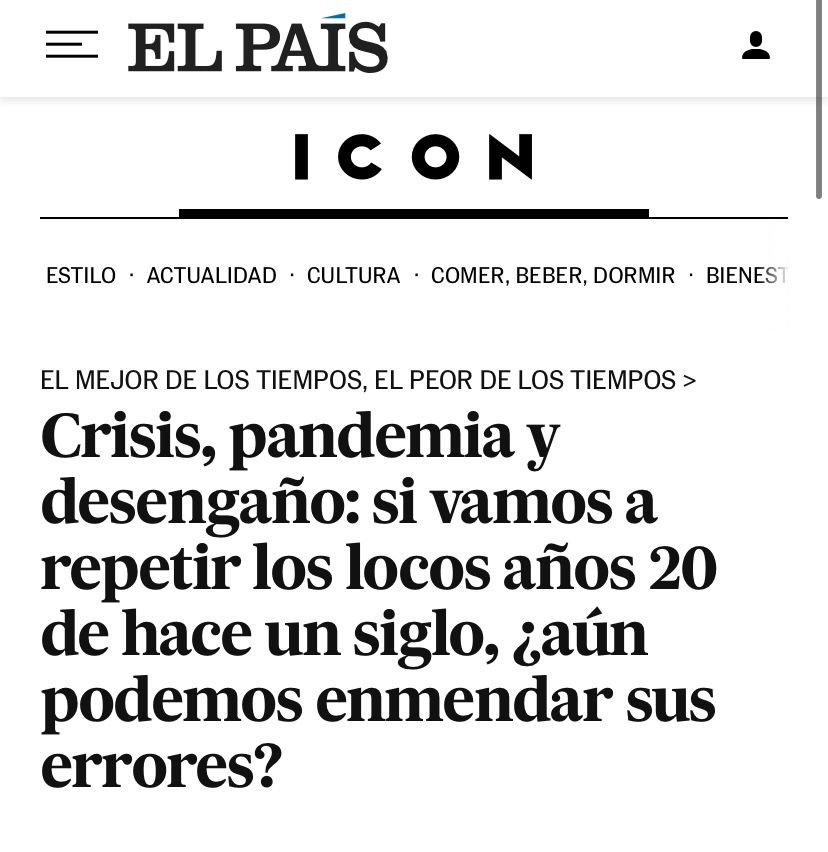 EL PAÍS
ICON
ESTILO · ACTUALIDAD · CULTURA · COMER, BEBER, DORMIR · BIENEST
EL MEJOR DE LOS TIEMPOS, EL PEOR DE LOS TIEMPOS >
Crisis, pandemia y
desengaño: si vamos a
repetir los locos años 20
de hace un siglo, ¿aún
podemos enmendar sus
errores?